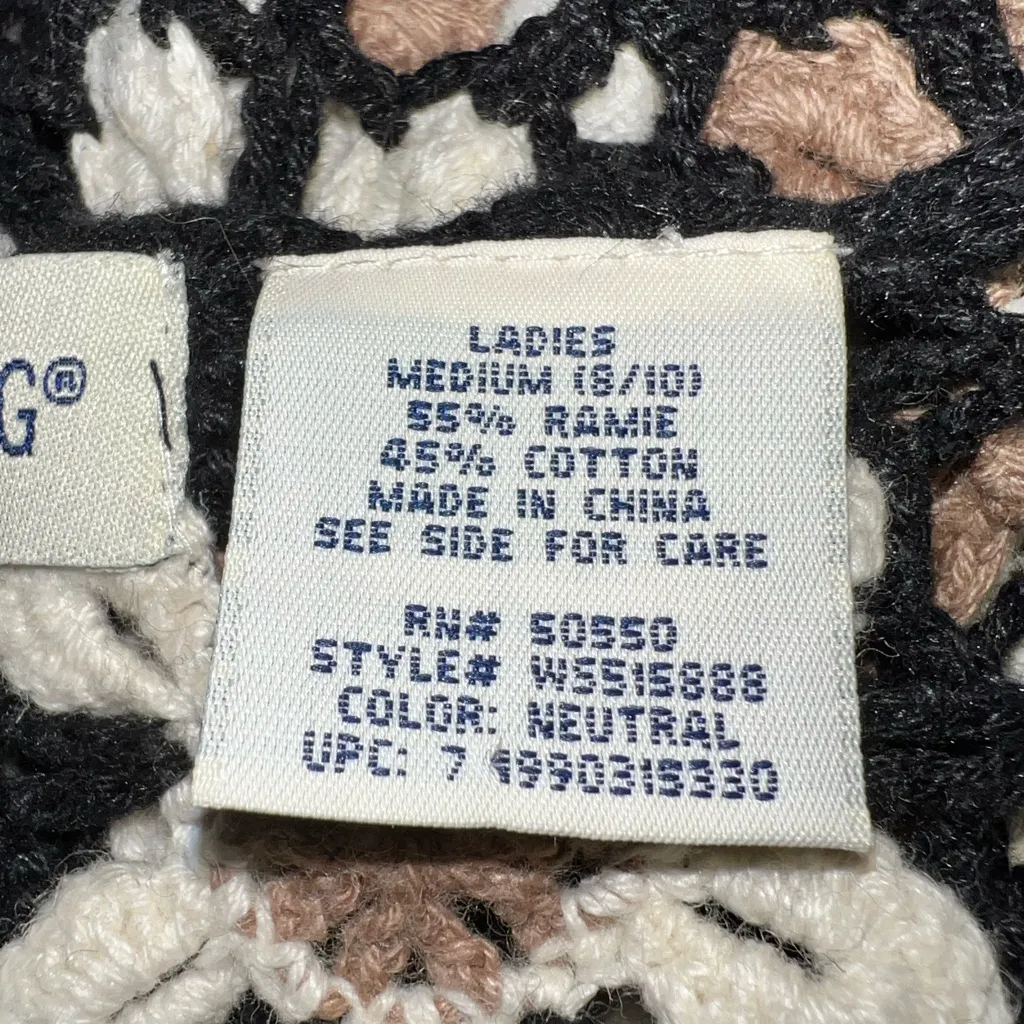 G®
LADIES
MEDIUM (8/10)
55% RAMIE
45% COTTON
MADE IN CHINA
SEE SIDE FOR CARE
RN# 50550
STYLE# W5515888
COLOR: NEUTRAL
UPC: 7 4990315330